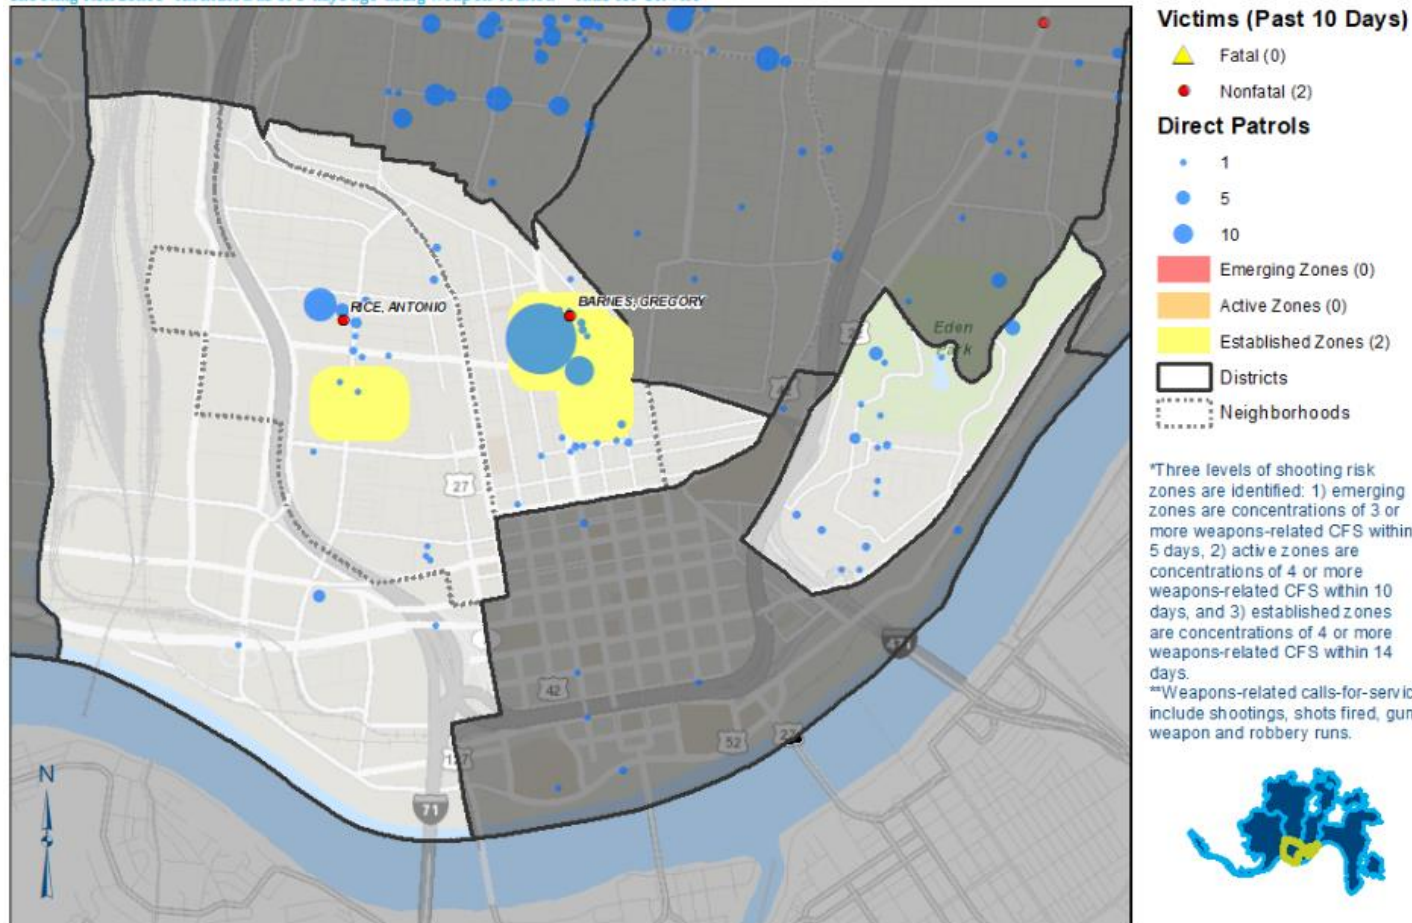 Victims (Past 10 Days)
Fatal (0)
Nonfatal (2)
Direct Patrols
1
5
10
Emerging Zones (0)
Active Zones (0)
Established Zones (2)
Districts
Neighborhoods
*Three levels of shooting risk
zones are identified: 1) emerging
zones are concentrations of 3 or
more weapons-related CFS within
5 days, 2) active zones are
concentrations of 4 or more
weapons-related CFS within 10
days, and 3) established zones
are concentrations of 4 or more
weapons-related CFS within 14
days.
**Weapons-related calls-for-servic
include shootings, shots fired, gun
weapon and robbery runs.
RICE, ANTONIO
BARNES, GREGORY
Eden
Park
27
42
52
27
127
71
471
N